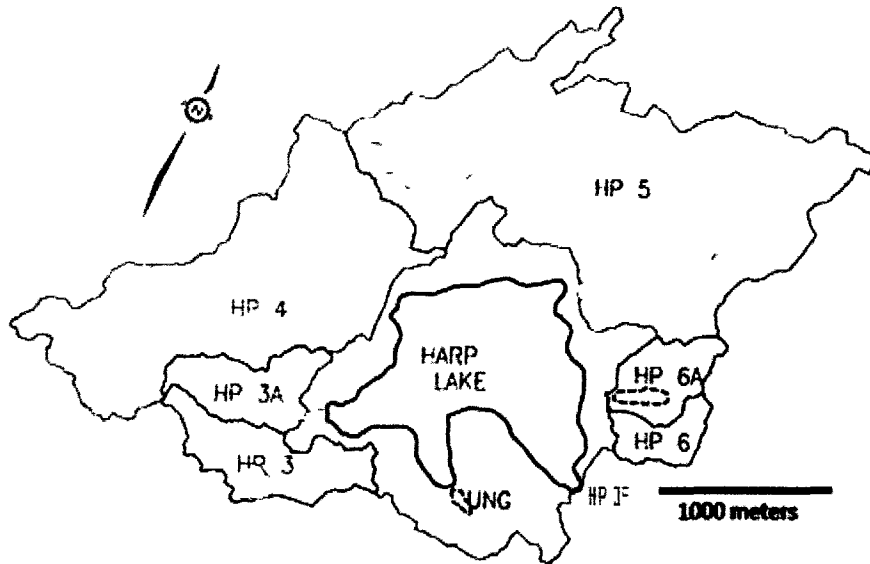 N
HP 5
HP 4
HARP
LAKE
HP 3A
HP 6A
HP 3
HP 6
UNG
1000 meters